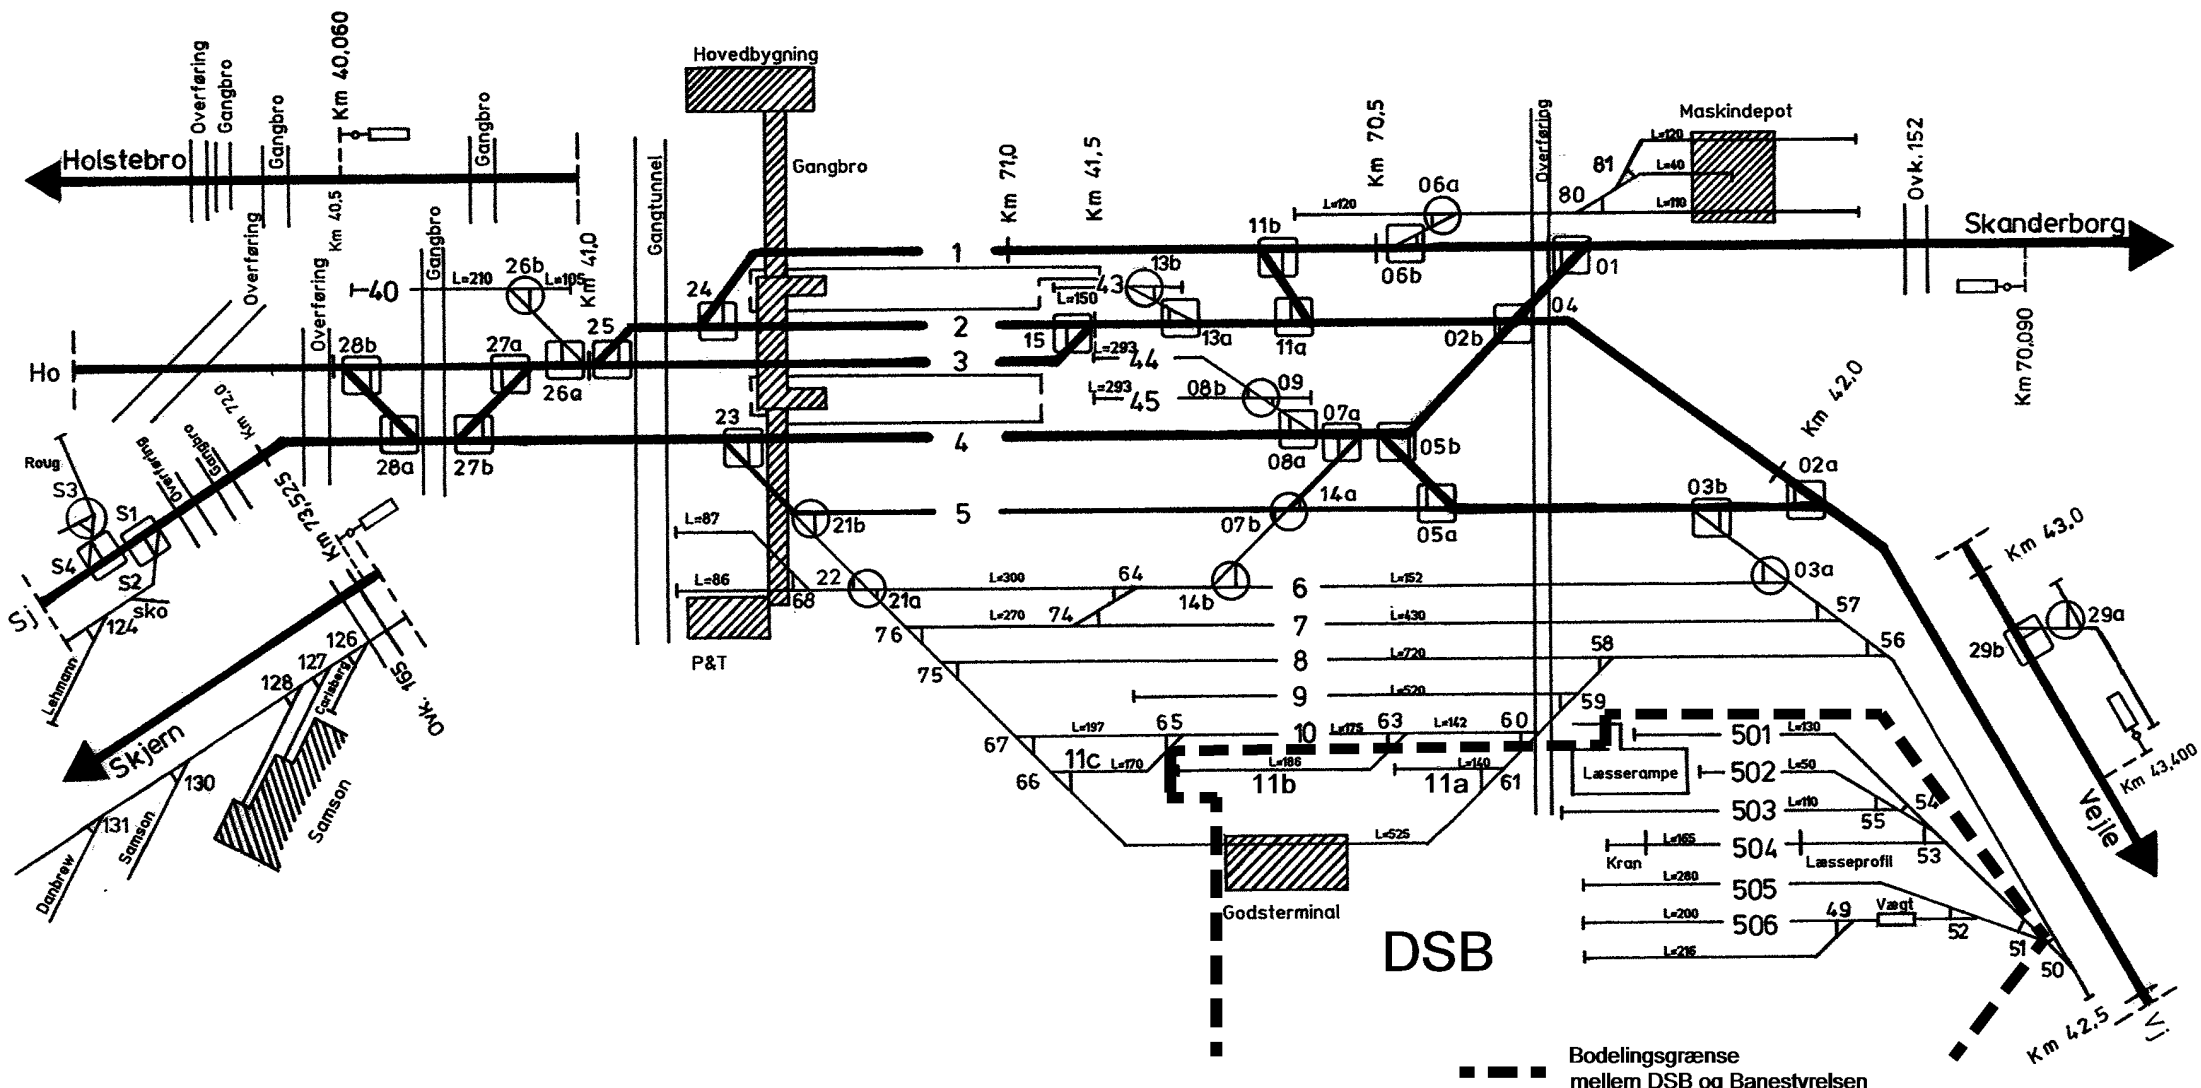 Hovedbygning
Maskindepot
Overføring
Gangbro
Gangbro
Km 40,060
Gangbro
Holstebro
Gangtunnel
Gangbro
Km 71,0
Km 41,5
Km 70,5
Overføring
Ovk. 152
L=120
L=40
81
80
L=110
06a
L=120
Skanderborg
Overføring
Km 40,5
Overføring
Gangbro
Km 41,0
1
11b
06b
01
Km 70,090
40
L=210
26b
L=105
24
43
13b
L=150
13a
11a
02b
04
2
15
25
28b
27a
26a
3
L=293
44
Ho
L=293
45
08b
09
07a
08a
05b
Km 42,0
23
4
28a
27b
Km 72,0
Gangbro
Overføring
Roug
S3
S1
S4
S2
sko
Sj
Km 73,525
124
Lehmann
02a
03b
14a
5
21b
07b
05a
L=87
L=86
68
22
21a
L=300
64
14b
6
L=152
03a
57
P&T
76
L=270
74
7
L=430
56
58
75
8
L=720
9
L=520
59
67
L=197
65
10
L=175
63
L=142
60
66
11c
L=170
L=186
11b
L=140
11a
61
L=525
Godsterminal
Læsserampe
501
L=130
502
L=50
503
L=110
54
55
Kran
L=165
504
Læsseprofil
53
L=280
505
L=200
506
49
Vægt
52
51
50
L=216
Km 43,0
29a
29b
Km 43,400
Vejle
Km 42,5
Vj
126
127
128
Carlsberg
Ovk. 165
Skjern
130
131
Samson
Samson
Danbrew
DSB
Bodelingsgrænse
mellem DSB og Banestyrelsen